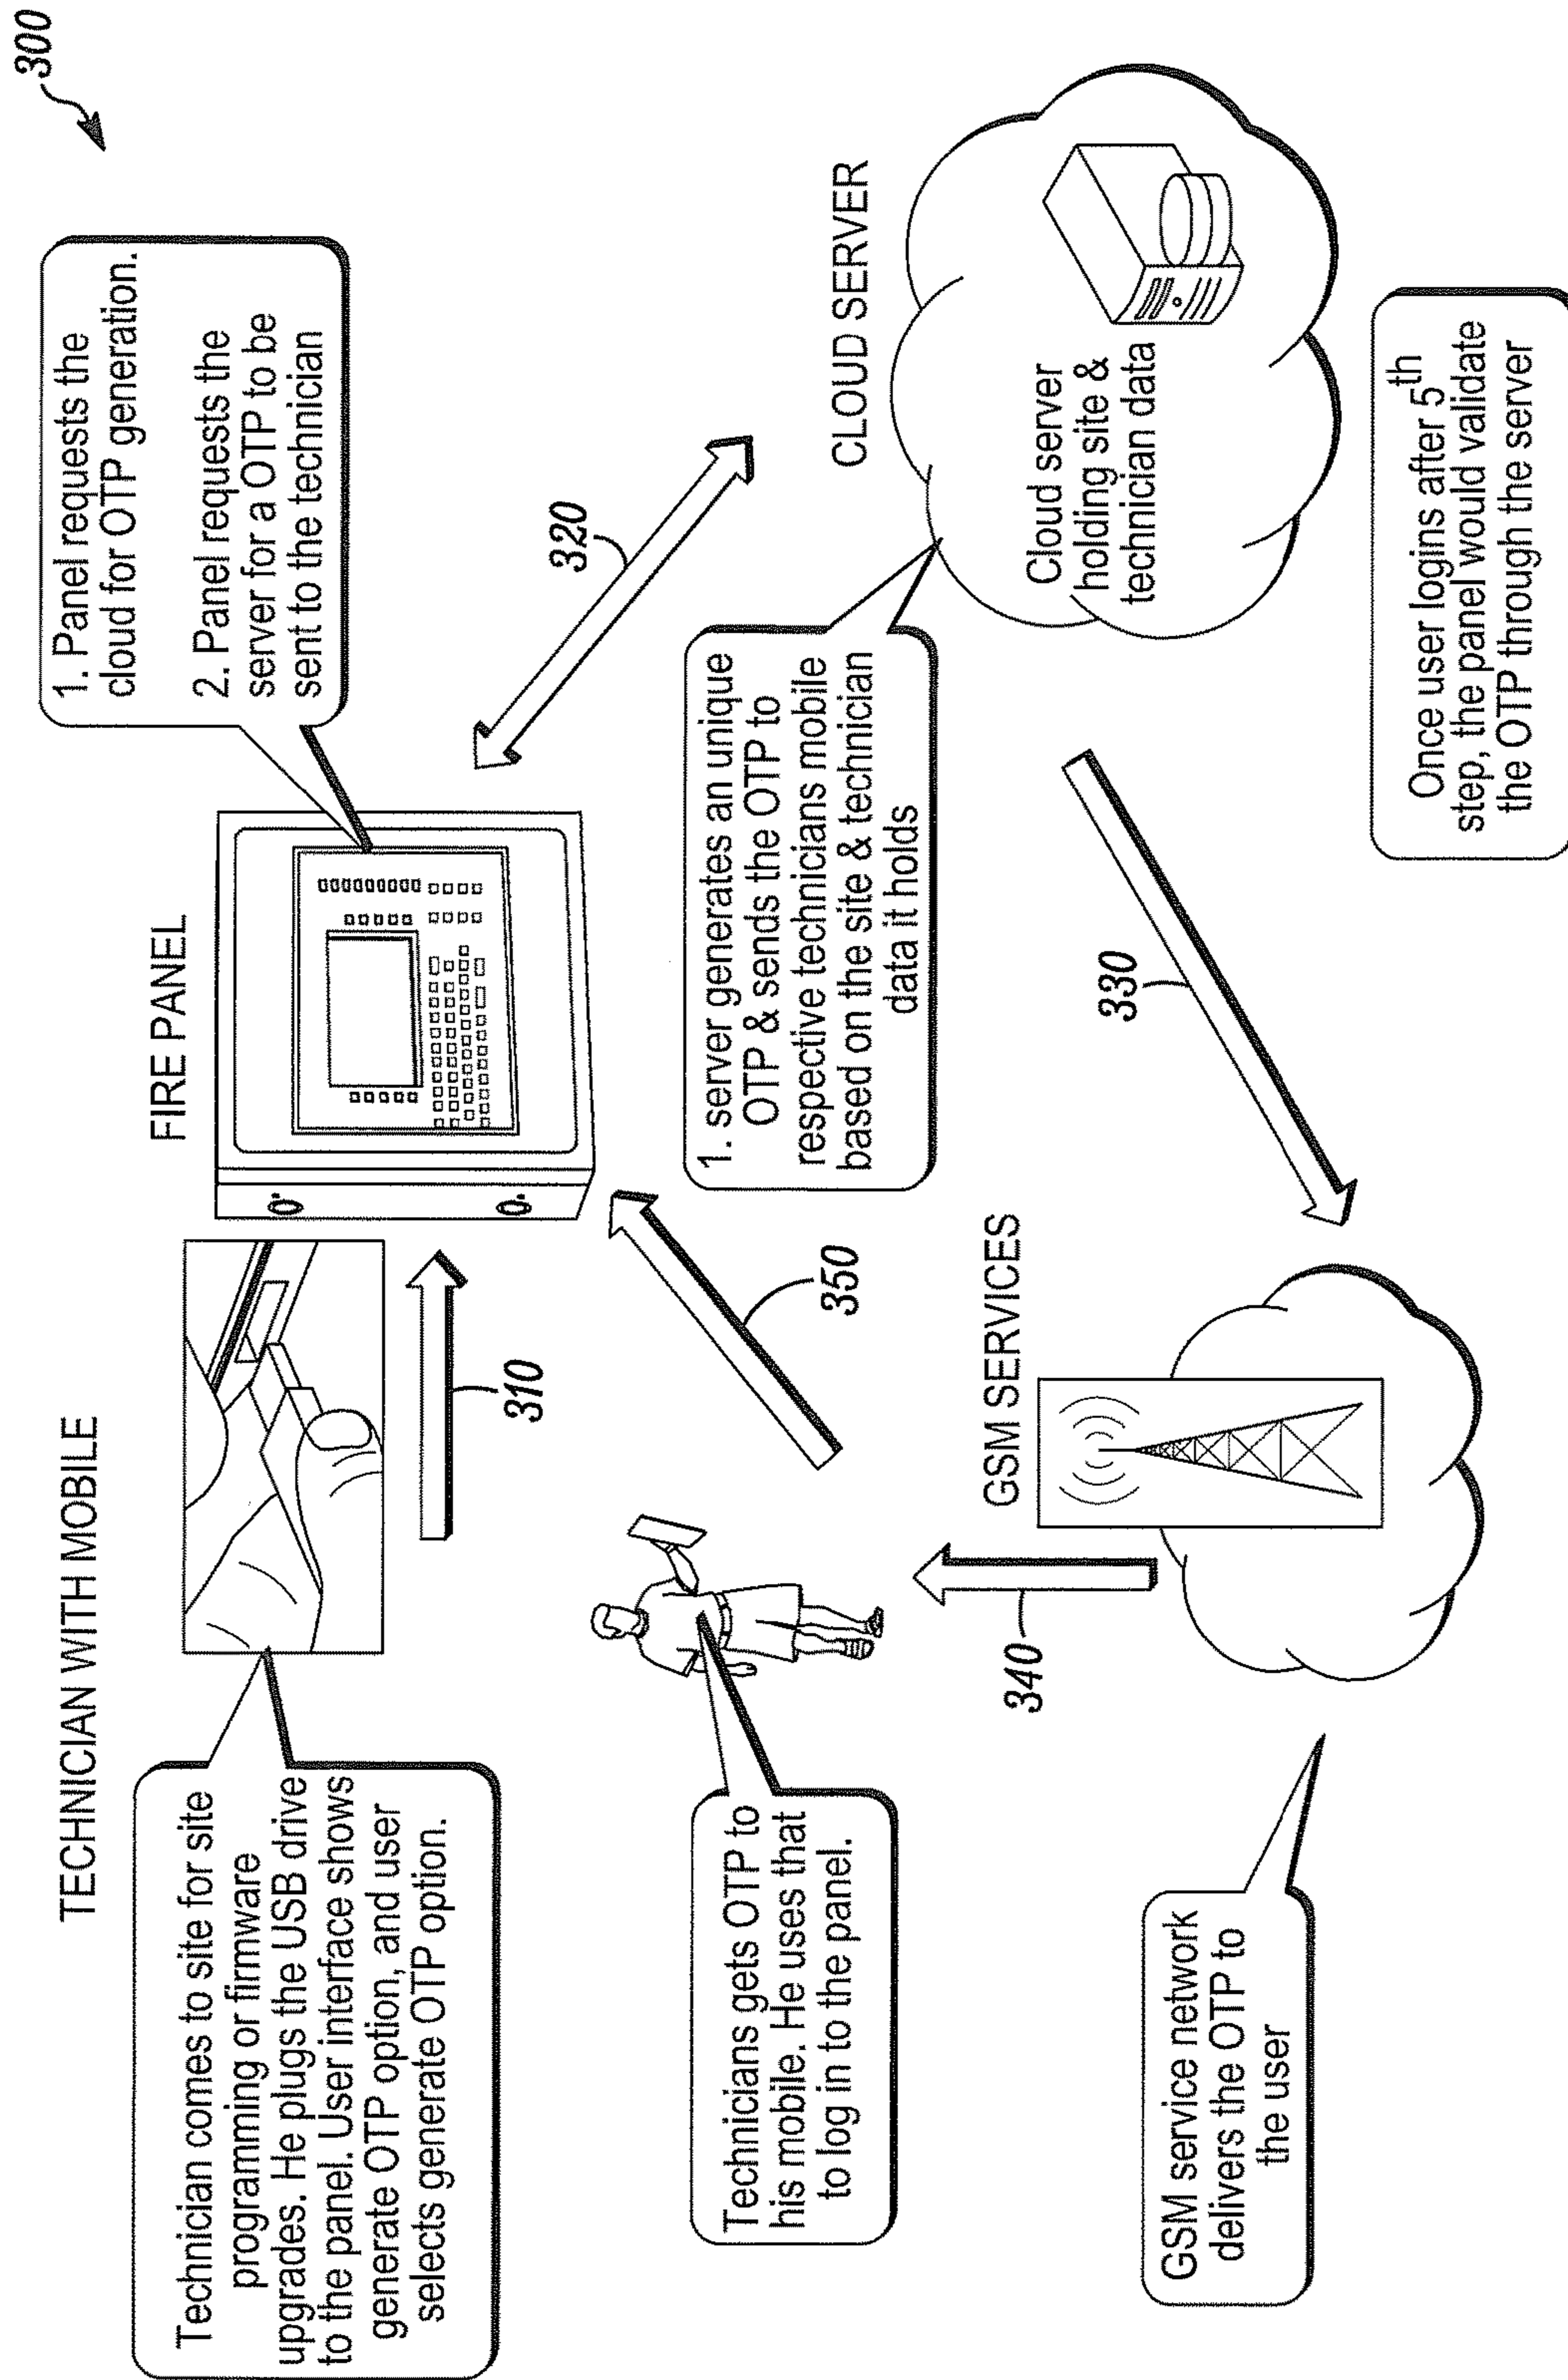 300
TECHNICIAN WITH MOBILE
Technician comes to site for site
programming or firmware
upgrades. He plugs the USB drive
to the panel. User interface shows
generate OTP option, and user
selects generate OTP option.
310
FIRE PANEL
1. Panel requests the
cloud for OTP generation.
2. Panel requests the
server for a OTP to be
sent to the technician
320
Technicians gets OTP to
his mobile. He uses that
to log in to the panel.
350
1. server generates an unique
OTP & sends the OTP to
respective technicians mobile
based on the site & technician
data it holds
CLOUD SERVER
Cloud server
holding site &
technician data
330
GSM SERVICES
340
GSM service network
delivers the OTP to
the user
Once user logins after 5th
step, the panel would validate
the OTP through the server